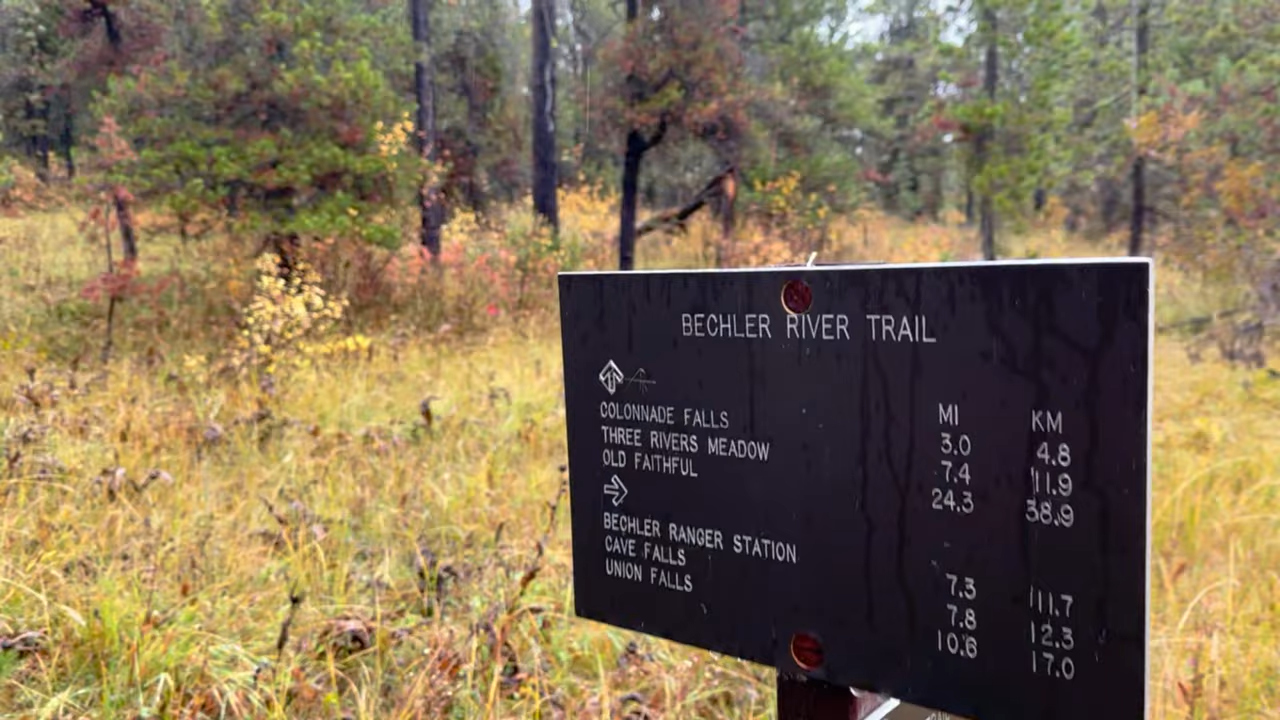 BECHLER RIVER TRAIL
MI KM
COLONNADE FALLS 3.0 4.8
THREE RIVERS MEADOW 7.4 11.9
OLD FAITHFUL 24.3 38.9
BECHLER RANGER STATION 7.3 11.7
CAVE FALLS 7.8 12.3
UNION FALLS 10.6 17.0